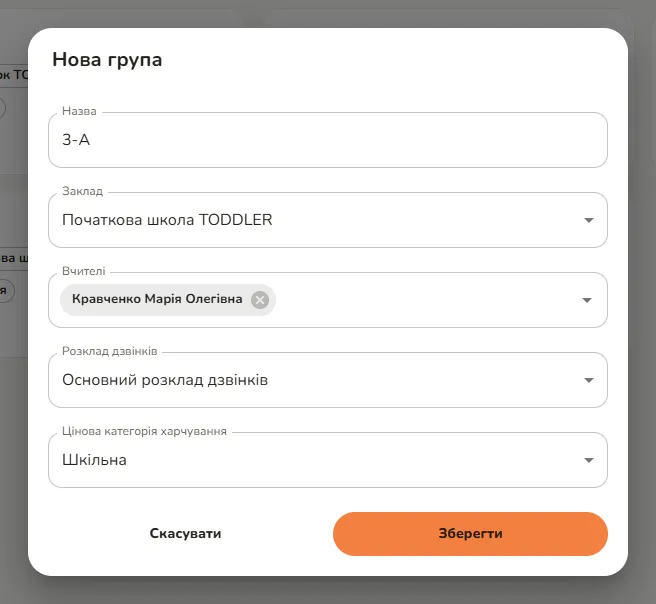 Нова група
Назва
3-А
Заклад
Початкова школа TODDLER
Вчителі
Кравченко Марія Олегівна
Розклад дзвінків
Основний розклад дзвінків
Цінова категорія харчування
Шкільна
Скасувати Зберегти